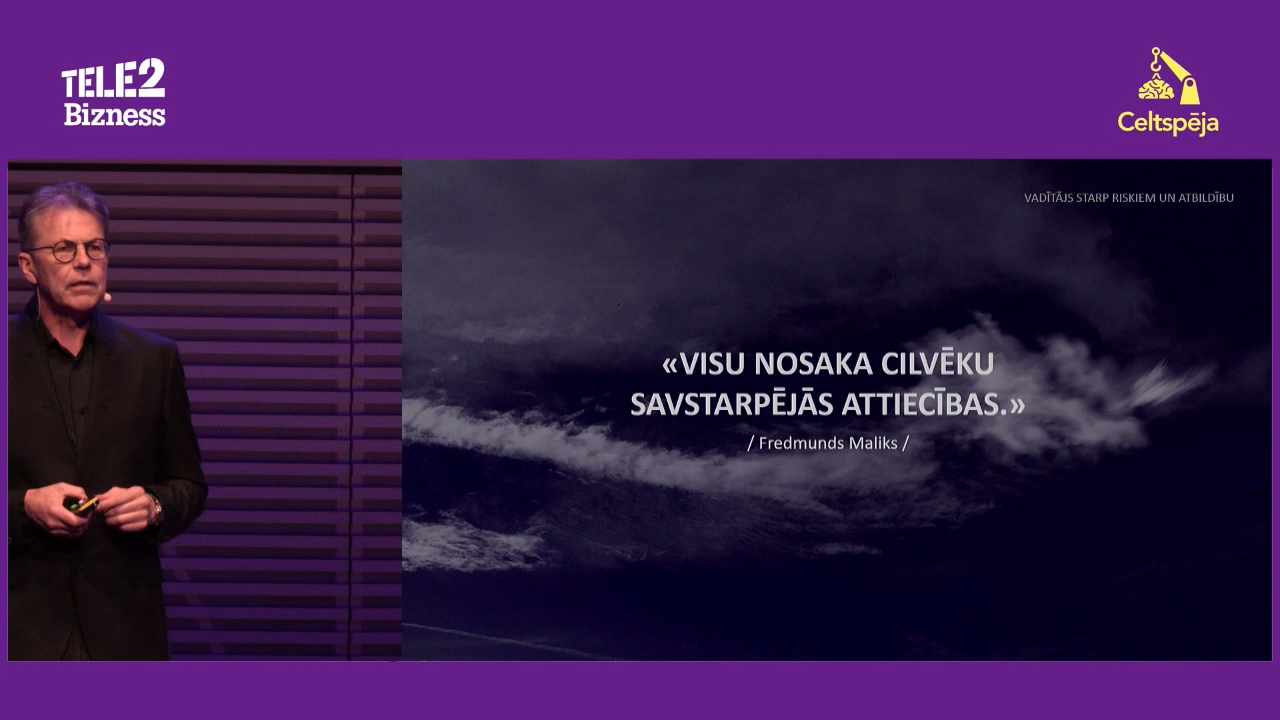 TELE2
Bizness
Celtspēja
VADĪTĀJS STARP RISKIEM UN ATBILDĪBU
«VISU NOSAKA CILVĒKU
SAVSTARPĒJĀS ATTIECĪBAS.»
/ Fredmunds Maliks /